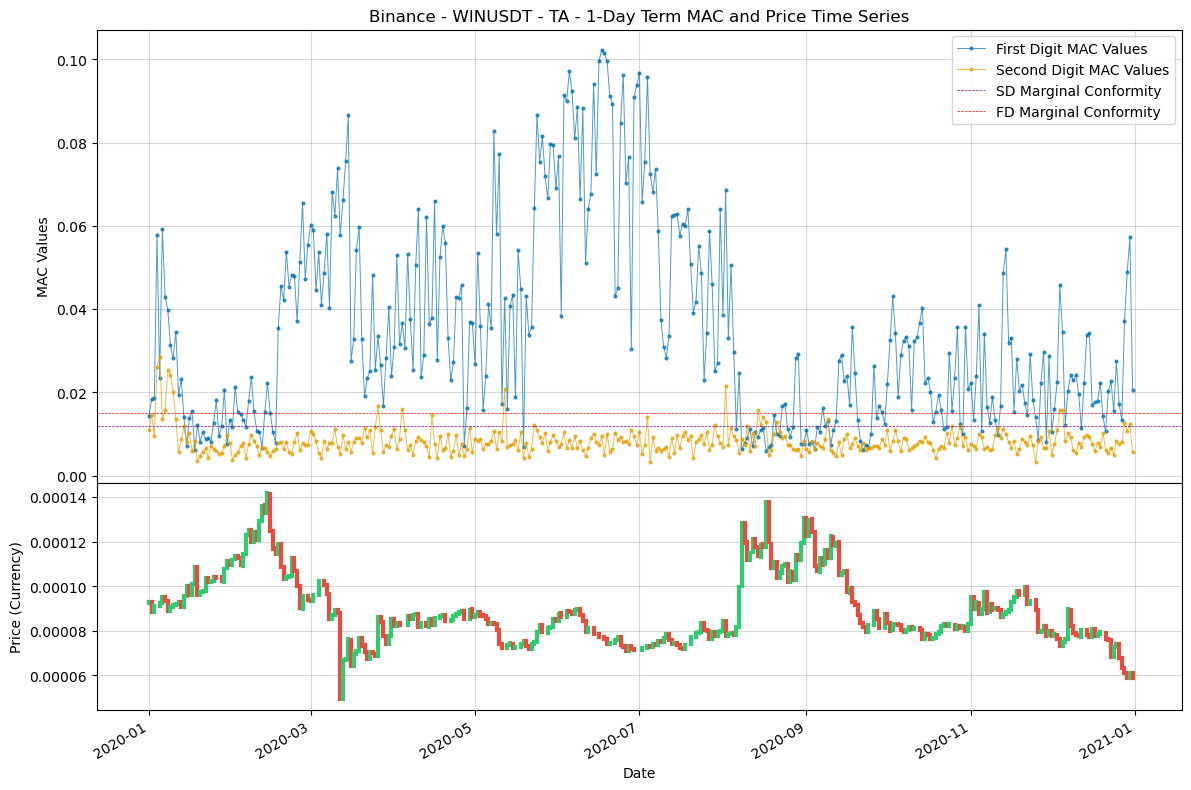 Binance - WINUSDT - TA - 1-Day Term MAC and Price Time Series
First Digit MAC Values
Second Digit MAC Values
SD Marginal Conformity
FD Marginal Conformity
MAC Values
0.10
0.08
0.06
0.04
0.02
0.00
Price (Currency)
0.00014
0.00012
0.00010
0.00008
0.00006
2020-01
2020-03
2020-05
2020-07
2020-09
2020-11
2021-01
Date